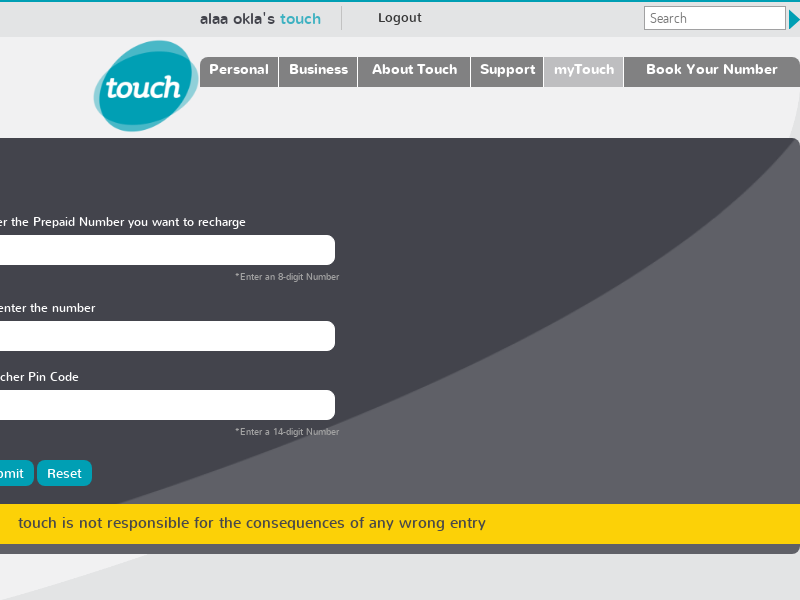 alaa okla's touch
Logout
Search
touch
Personal
Business
About Touch
Support
myTouch
Book Your Number
er the Prepaid Number you want to recharge
*Enter an 8-digit Number
enter the number
cher Pin Code
*Enter a 14-digit Number
bmit
Reset
touch is not responsible for the consequences of any wrong entry